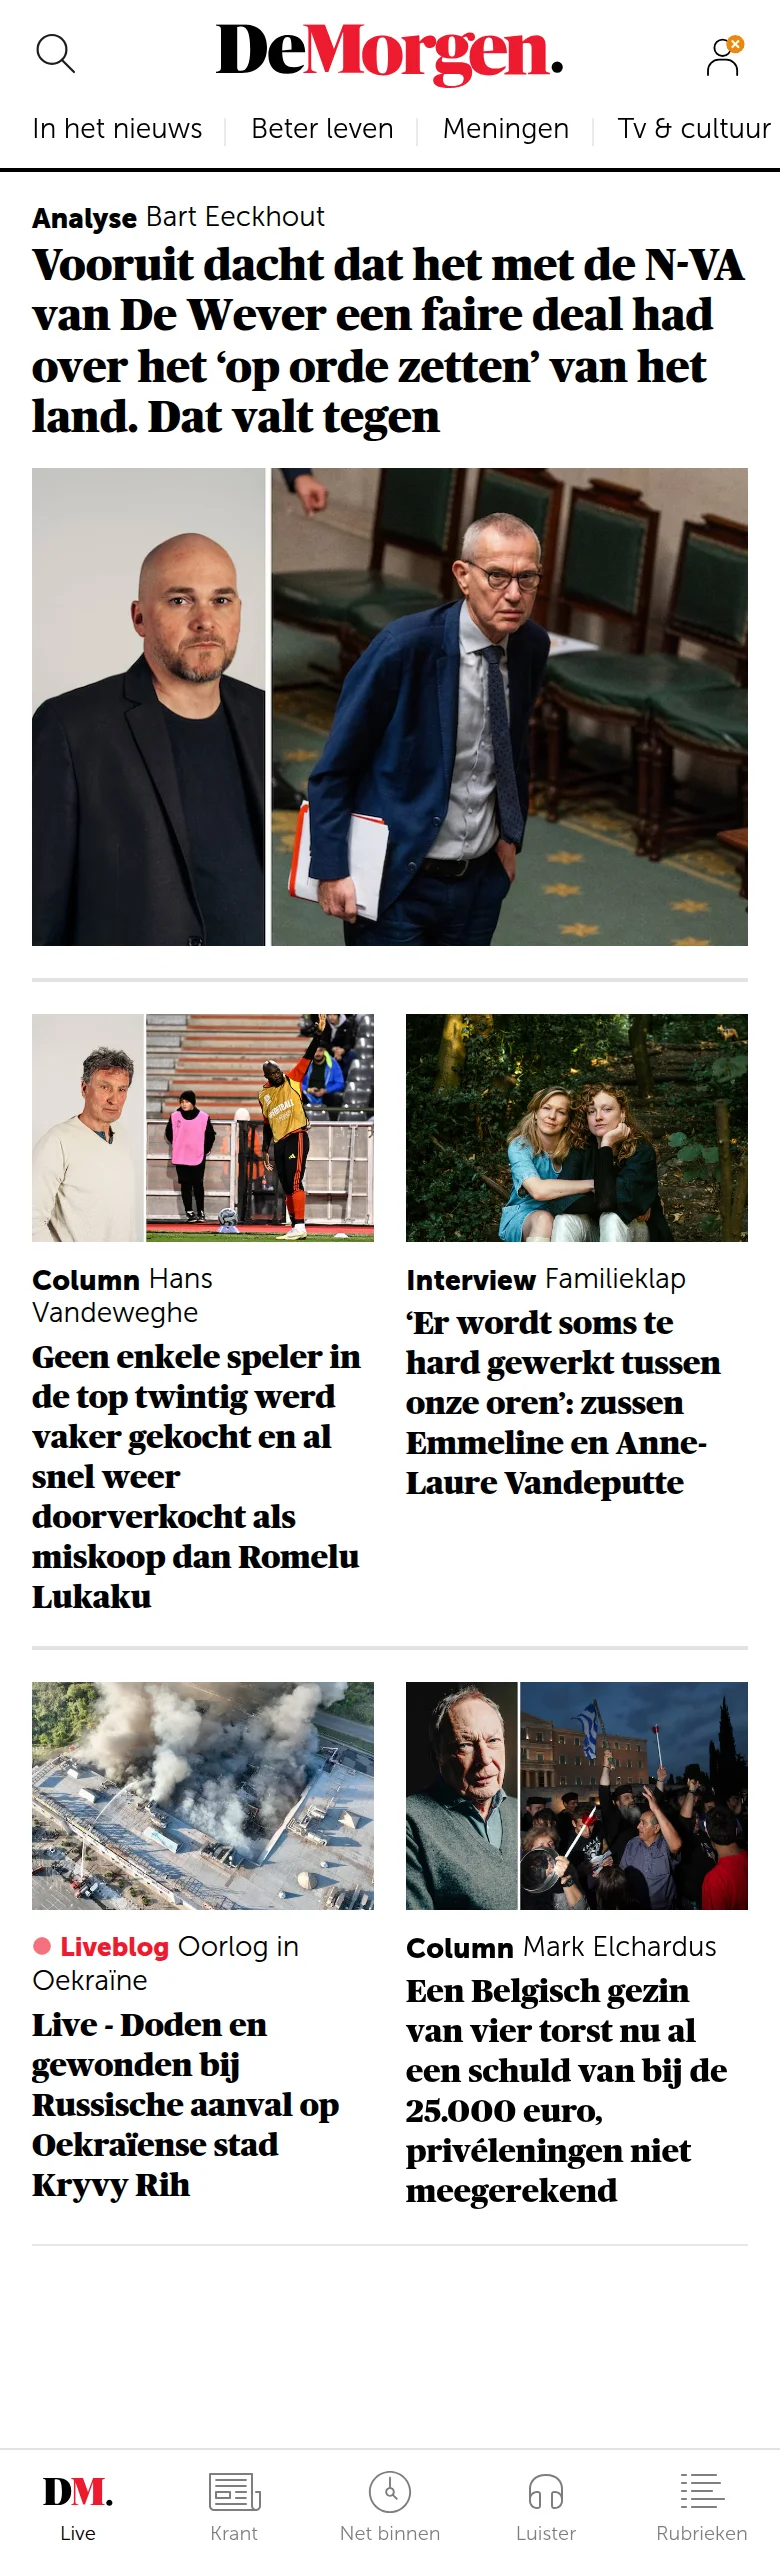 DeMorgen.
In het nieuws
Beter leven
Meningen
Tv & cultuur
Analyse Bart Eeckhout
Vooruit dacht dat het met de N-VA
van De Wever een faire deal had
over het ‘op orde zetten’ van het
land. Dat valt tegen
Column Hans
Vandeweghe
Geen enkele speler in
de top twintig werd
vaker gekocht en al
snel weer
doorverkocht als
miskoop dan Romelu
Lukaku
Interview Familieklap
‘Er wordt soms te
hard gewerkt tussen
onze oren’: zussen
Emmeline en Anne-
Laure Vandeputte
Liveblog Oorlog in
Oekraïne
Live - Doden en
gewonden bij
Russische aanval op
Oekraïense stad
Kryvy Rih
Column Mark Elchardus
Een Belgisch gezin
van vier torst nu al
een schuld van bij de
25.000 euro,
privéleningen niet
meegerekend
DM.
Live
Krant
Net binnen
Luister
Rubrieken